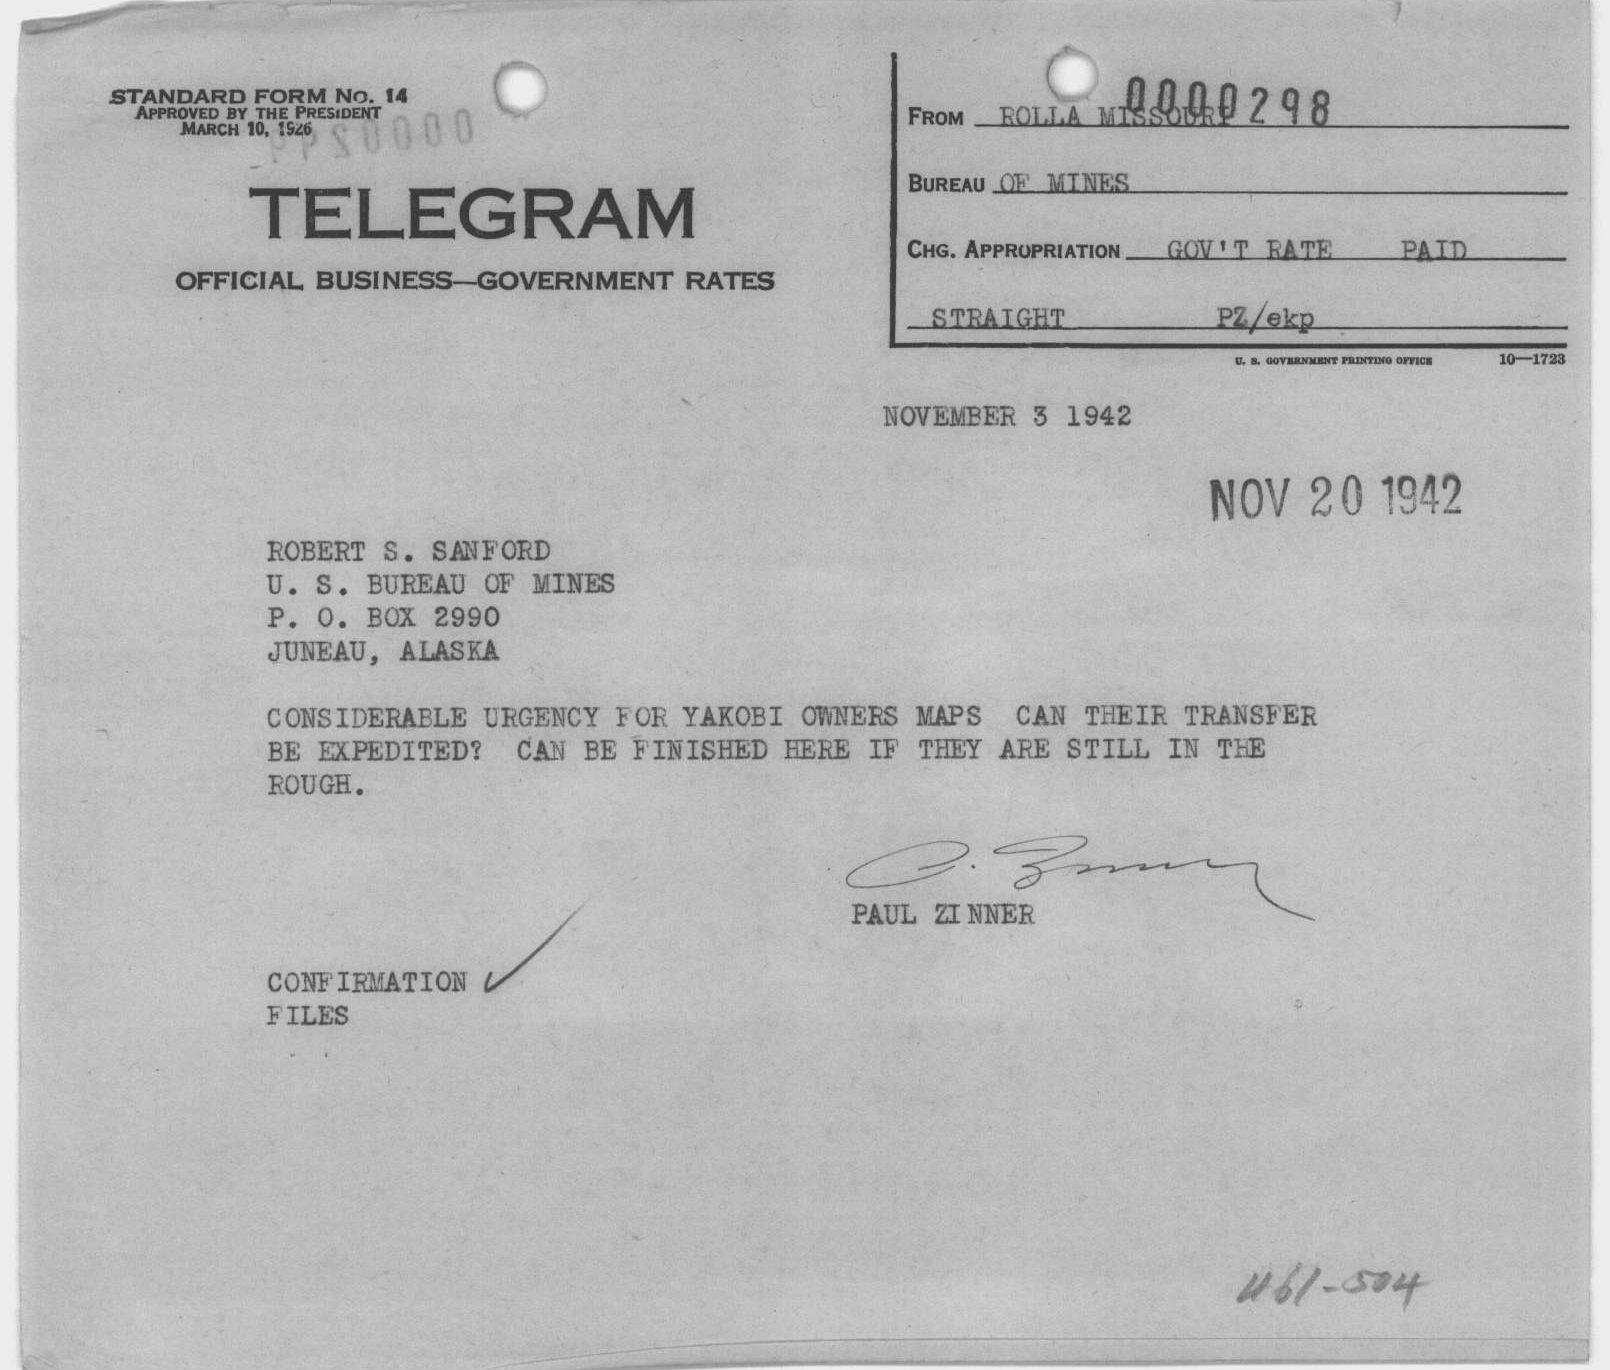 STANDARD FORM No. 14
APPROVED BY THE PRESIDENT
MARCH 10, 1926
TELEGRAM
OFFICIAL BUSINESS—GOVERNMENT RATES
0000298
FROM ROLLA MISSOURI
BUREAU OF MINES
CHG. APPROPRIATION GOV'T RATE PAID
STRAIGHT PZ/ekp
U. S. GOVERNMENT PRINTING OFFICE 10—1723
NOVEMBER 3 1942
NOV 20 1942
ROBERT S. SANFORD
U. S. BUREAU OF MINES
P. O. BOX 2990
JUNEAU, ALASKA
CONSIDERABLE URGENCY FOR YAKOBI OWNERS MAPS CAN THEIR TRANSFER
BE EXPEDITED? CAN BE FINISHED HERE IF THEY ARE STILL IN THE
ROUGH.
P. Zinner
PAUL ZINNER
CONFIRMATION
FILES